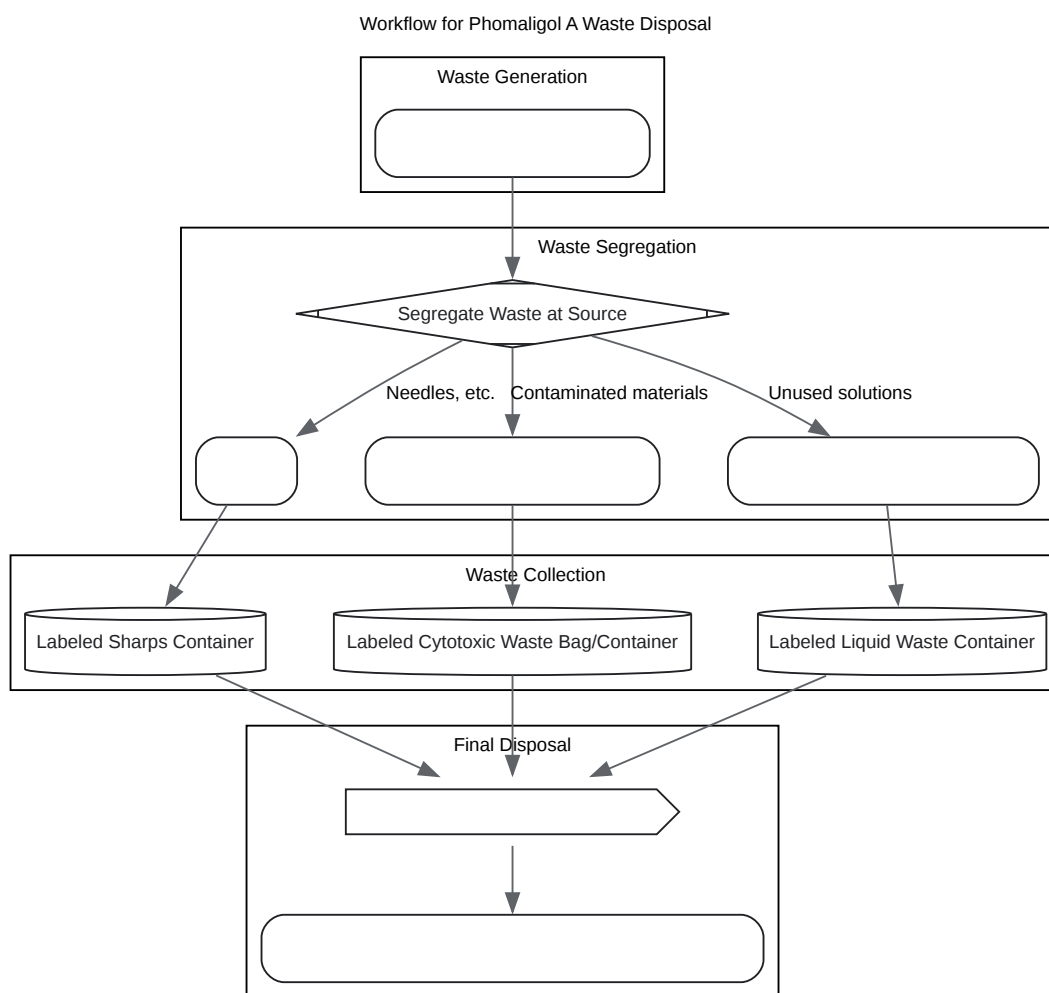 Workflow for Phomaligol A Waste Disposal
Waste Generation
Waste Segregation
Segregate Waste at Source
Needles, etc.
Contaminated materials
Unused solutions
Waste Collection
Labeled Sharps Container
Labeled Cytotoxic Waste Bag/Container
Labeled Liquid Waste Container
Final Disposal